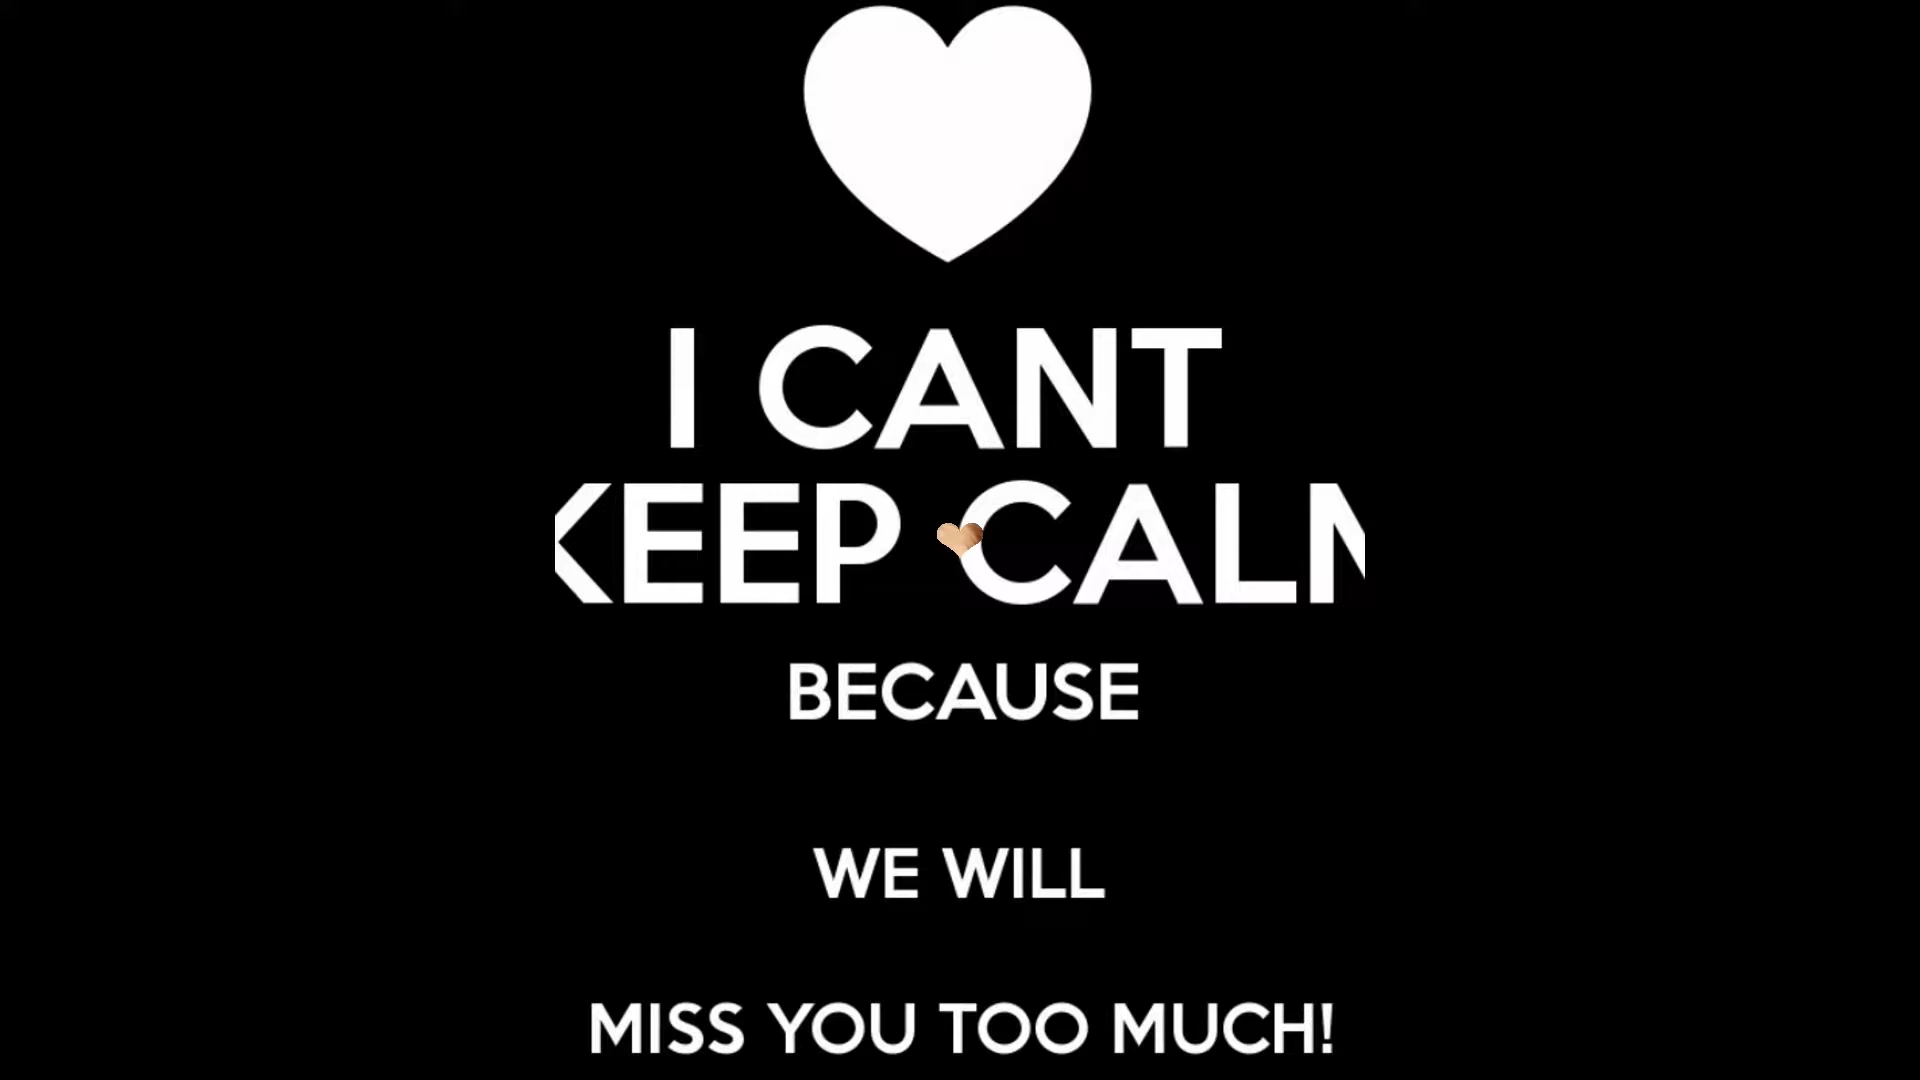 I CANT
KEEP CALM
BECAUSE
WE WILL
MISS YOU TOO MUCH!